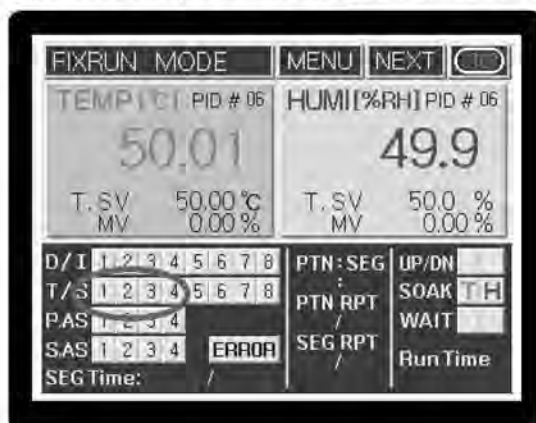 FIXRUN MODE MENU NEXT
TEMP[°C] PID # 06 HUMI[%RH] PID # 06
50.01 49.9
T.SV 50.00 ℃ T.SV 50.0 %
MV 0.00 % MV 0.00 %
D/I 1 2 3 4 5 6 7 8 PTN:SEG UP/DN
T/S 1 2 3 4 5 6 7 8 : SOAK T H
P.AS 1 2 3 4 PTN RPT WAIT
/
S.AS 1 2 3 4 ERROR SEG RPT Run Time
SEG Time: / /